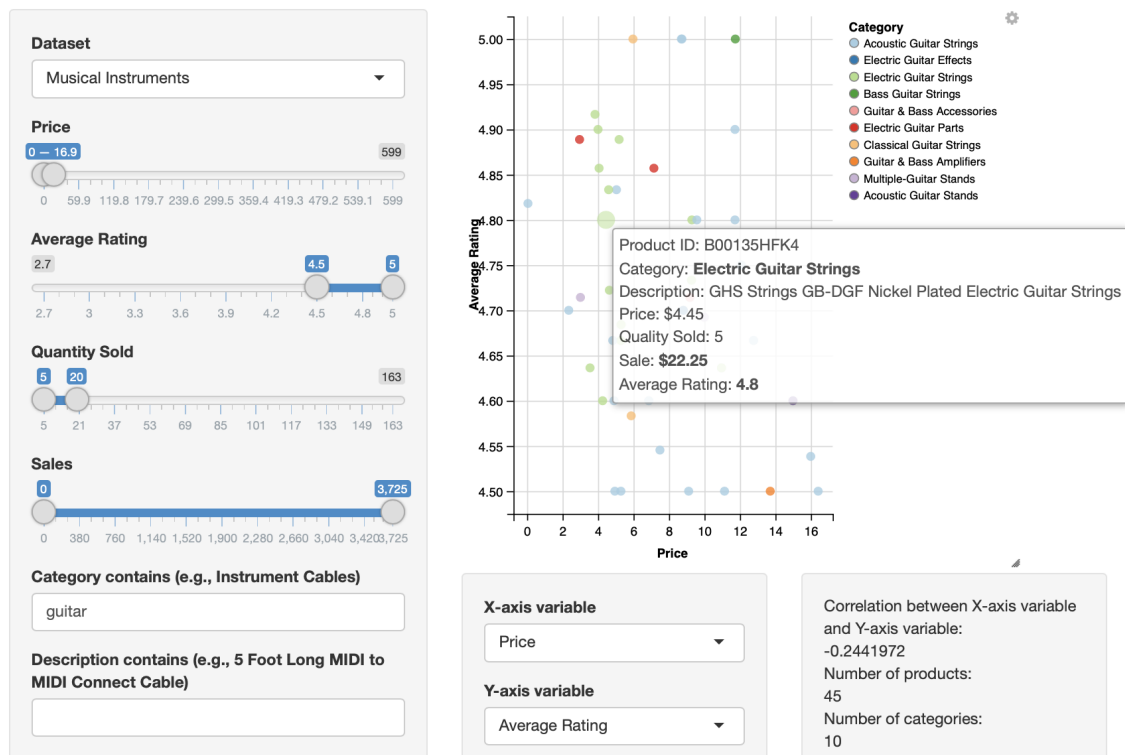 Dataset
Musical Instruments
Price
0 — 16.9
599
0 59.9 119.8 179.7 239.6 299.5 359.4 419.3 479.2 539.1 599
Average Rating
2.7
4.5
5
2.7 3 3.3 3.6 3.9 4.2 4.5 4.8 5
Quantity Sold
5
20
163
5 21 37 53 69 85 101 117 133 149 163
Sales
0
3,725
0 380 760 1,140 1,520 1,900 2,280 2,660 3,040 3,420 3,725
Category contains (e.g., Instrument Cables)
guitar
Description contains (e.g., 5 Foot Long MIDI to
MIDI Connect Cable)
Average Rating
5.00
4.95
4.90
4.85
4.80
4.75
4.70
4.65
4.60
4.55
4.50
0 2 4 6 8 10 12 14 16
Price
Category
Acoustic Guitar Strings
Electric Guitar Effects
Electric Guitar Strings
Bass Guitar Strings
Guitar & Bass Accessories
Electric Guitar Parts
Classical Guitar Strings
Guitar & Bass Amplifiers
Multiple-Guitar Stands
Acoustic Guitar Stands
Product ID: B00135HFK4
Category: Electric Guitar Strings
Description: GHS Strings GB-DGF Nickel Plated Electric Guitar Strings
Price: $4.45
Quality Sold: 5
Sale: $22.25
Average Rating: 4.8
X-axis variable
Price
Y-axis variable
Average Rating
Correlation between X-axis variable
and Y-axis variable:
-0.2441972
Number of products:
45
Number of categories:
10